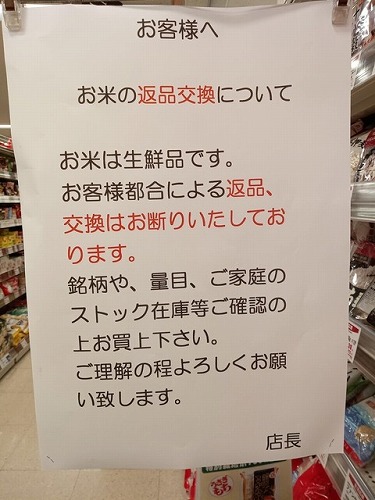 お客様へ
お米の返品交換について
お米は生鮮品です。
お客様都合による返品、
交換はお断りいたしてお
ります。
銘柄や、量目、ご家庭の
ストック在庫等ご確認の
上お買上下さい。
ご理解の程よろしくお願
い致します。
店長